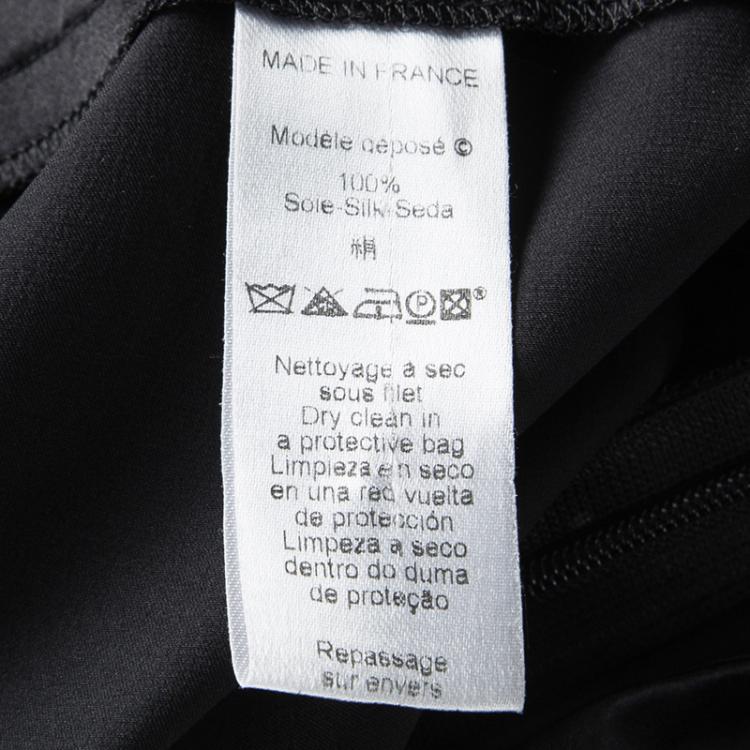 MADE IN FRANCE
Modèle déposé ©
100%
Soie-Silk-Seda
絹
P ®
Nettoyage à sec
sous filet
Dry clean in
a protective bag
Limpieza en seco
en una red vuelta
de protección
Limpeza a seco
dentro do duma
de proteção
Repassage
sur envers